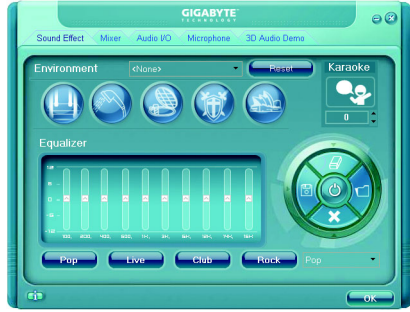 GIGABYTE
TECHNOLOGY
Sound Effect Mixer Audio I/O Microphone 3D Audio Demo
Environment <None> Reset Karaoke
0
Equalizer
Pop Live Club Rock Pop
OK